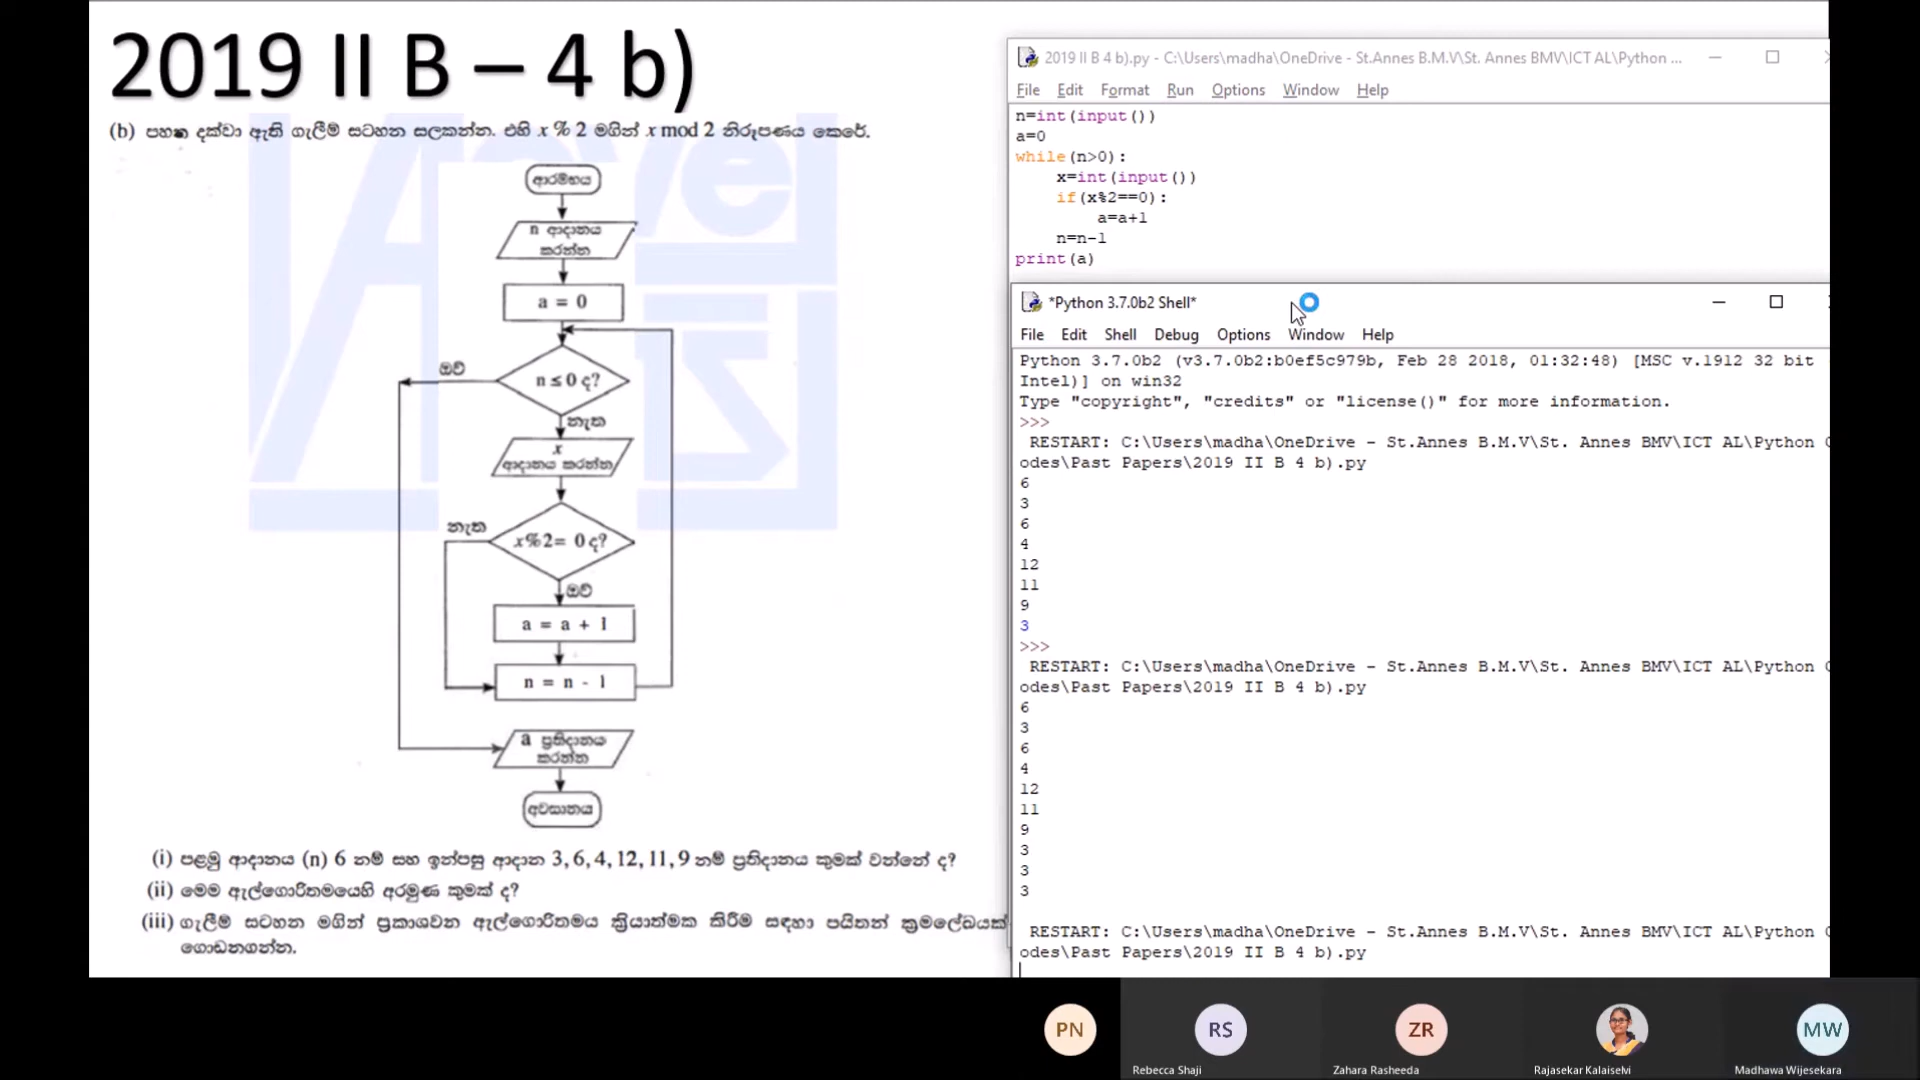 2019 II B – 4 b)
(b) පහත දක්වා ඇති ගැලීම් සටහන සලකන්න. එහි x % 2 මගින් x mod 2 නිරූපණය කෙරේ.
ආරම්භය
n ආදානය
කරන්න
a = 0
ඔව්
n ≤ 0 ද?
නැත
x
ආදානය කරන්න
නැත
x%2= 0 ද?
ඔව්
a = a + 1
n = n - 1
a ප්‍රතිදානය
කරන්න
අවසානය
(i) පළමු ආදානය (n) 6 නම් සහ ඉන්පසු ආදාන 3, 6, 4, 12, 11, 9 නම් ප්‍රතිදානය කුමක් වන්නේ ද?
(ii) මෙම ඇල්ගොරිතමයෙහි අරමුණ කුමක් ද?
(iii) ගැලීම් සටහන මගින් ප්‍රකාශවන ඇල්ගොරිතමය ක්‍රියාත්මක කිරීම සඳහා පයිතන් ක්‍රමලේඛයක්
ගොඩනගන්න.
2019 II B 4 b).py - C:\Users\madha\OneDrive - St.Annes B.M.V\St. Annes BMV\ICT AL\Python ...
File Edit Format Run Options Window Help
n=int(input())
a=0
while(n>0):
    x=int(input())
    if(x%2==0):
        a=a+1
    n=n-1
print(a)
*Python 3.7.0b2 Shell*
File Edit Shell Debug Options Window Help
Python 3.7.0b2 (v3.7.0b2:b0ef5c979b, Feb 28 2018, 01:32:48) [MSC v.1912 32 bit
Intel)] on win32
Type "copyright", "credits" or "license()" for more information.
>>>
RESTART: C:\Users\madha\OneDrive - St.Annes B.M.V\St. Annes BMV\ICT AL\Python C
odes\Past Papers\2019 II B 4 b).py
6
3
6
4
12
11
9
3
>>>
RESTART: C:\Users\madha\OneDrive - St.Annes B.M.V\St. Annes BMV\ICT AL\Python C
odes\Past Papers\2019 II B 4 b).py
6
3
6
4
12
11
9
3
3
3
RESTART: C:\Users\madha\OneDrive - St.Annes B.M.V\St. Annes BMV\ICT AL\Python C
odes\Past Papers\2019 II B 4 b).py
PN
RS
ZR
MW
Rebecca Shaji
Zahara Rasheeda
Rajasekar Kalaiselvi
Madhawa Wijesekara